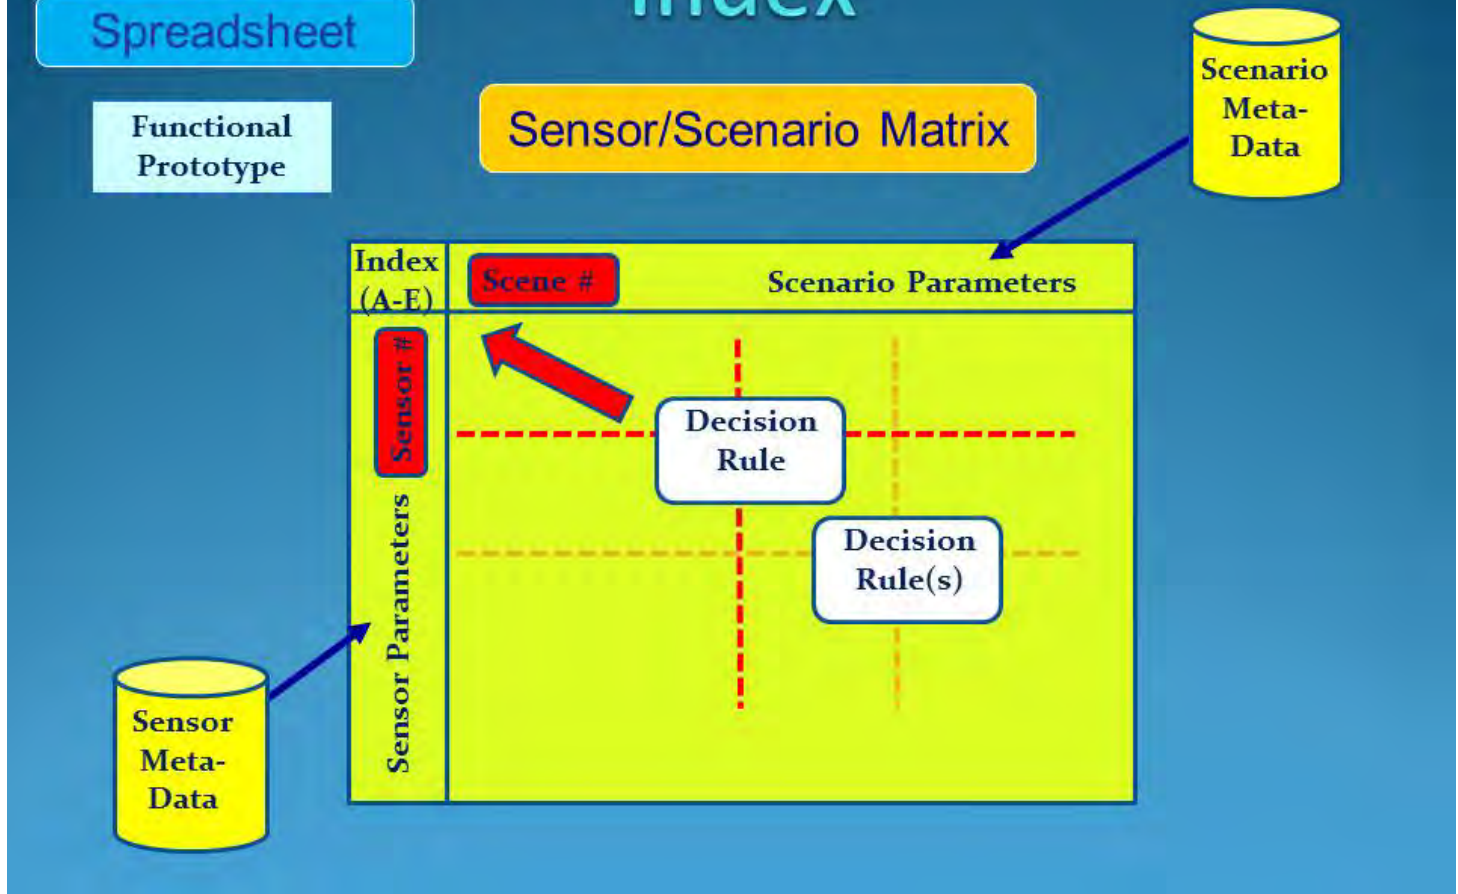 Index
Spreadsheet
Functional
Prototype
Sensor/Scenario Matrix
Scenario
Meta-
Data
Index
(A-E)
Scene #
Scenario Parameters
Sensor #
Sensor Parameters
Decision
Rule
Decision
Rule(s)
Sensor
Meta-
Data